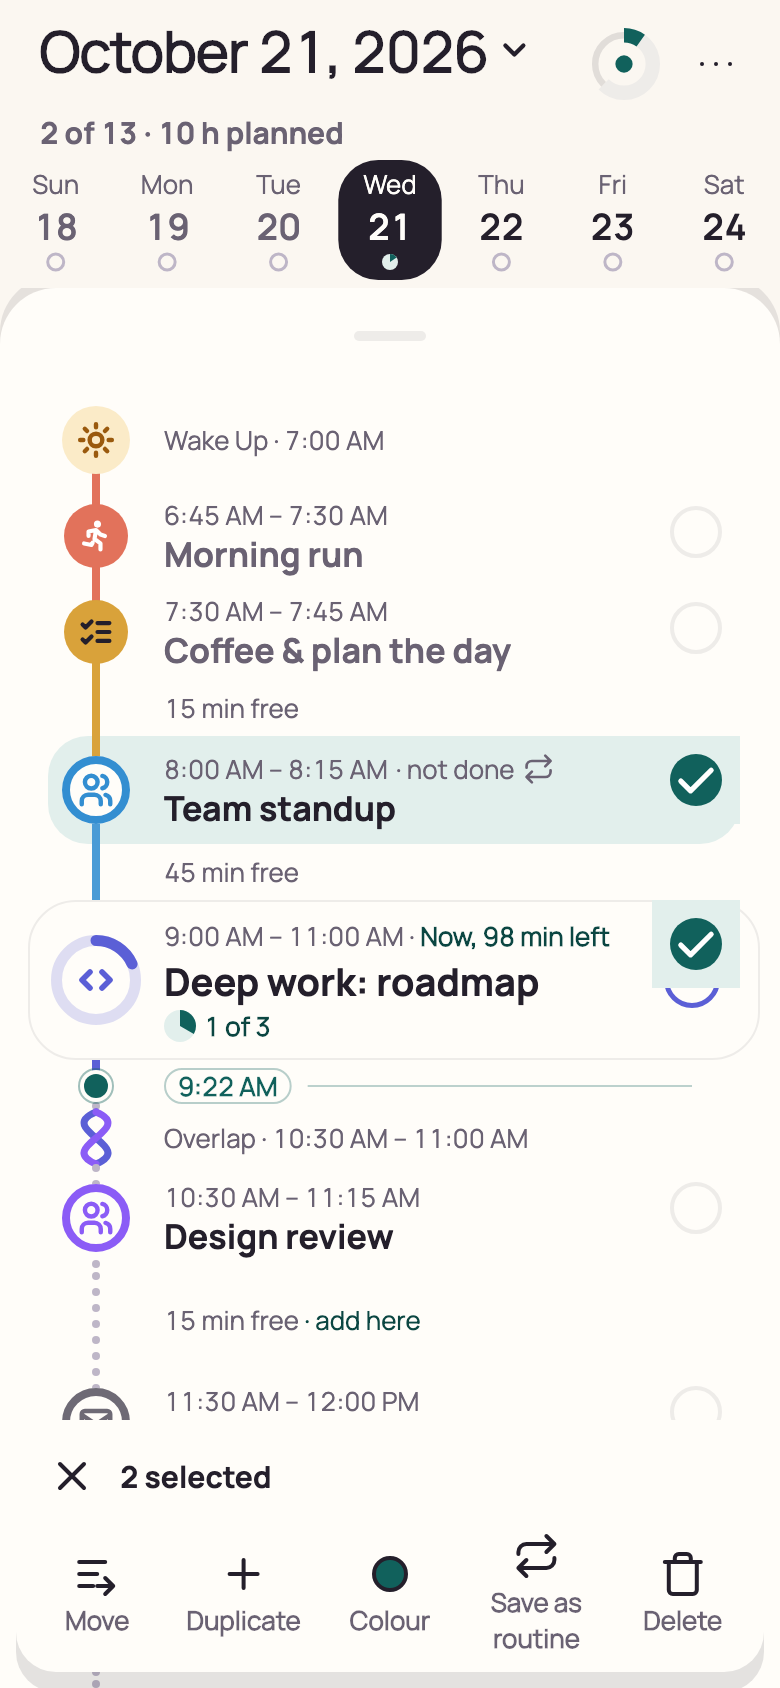 October 21, 2026
...
2 of 13 · 10 h planned
Sun Mon Tue Wed Thu Fri Sat
18 19 20 21 22 23 24
Wake Up · 7:00 AM
6:45 AM – 7:30 AM
Morning run
7:30 AM – 7:45 AM
Coffee & plan the day
15 min free
8:00 AM – 8:15 AM · not done
Team standup
45 min free
9:00 AM – 11:00 AM · Now, 98 min left
Deep work: roadmap
1 of 3
9:22 AM
Overlap · 10:30 AM – 11:00 AM
10:30 AM – 11:15 AM
Design review
15 min free · add here
11:30 AM – 12:00 PM
2 selected
Move Duplicate Colour Save as routine Delete